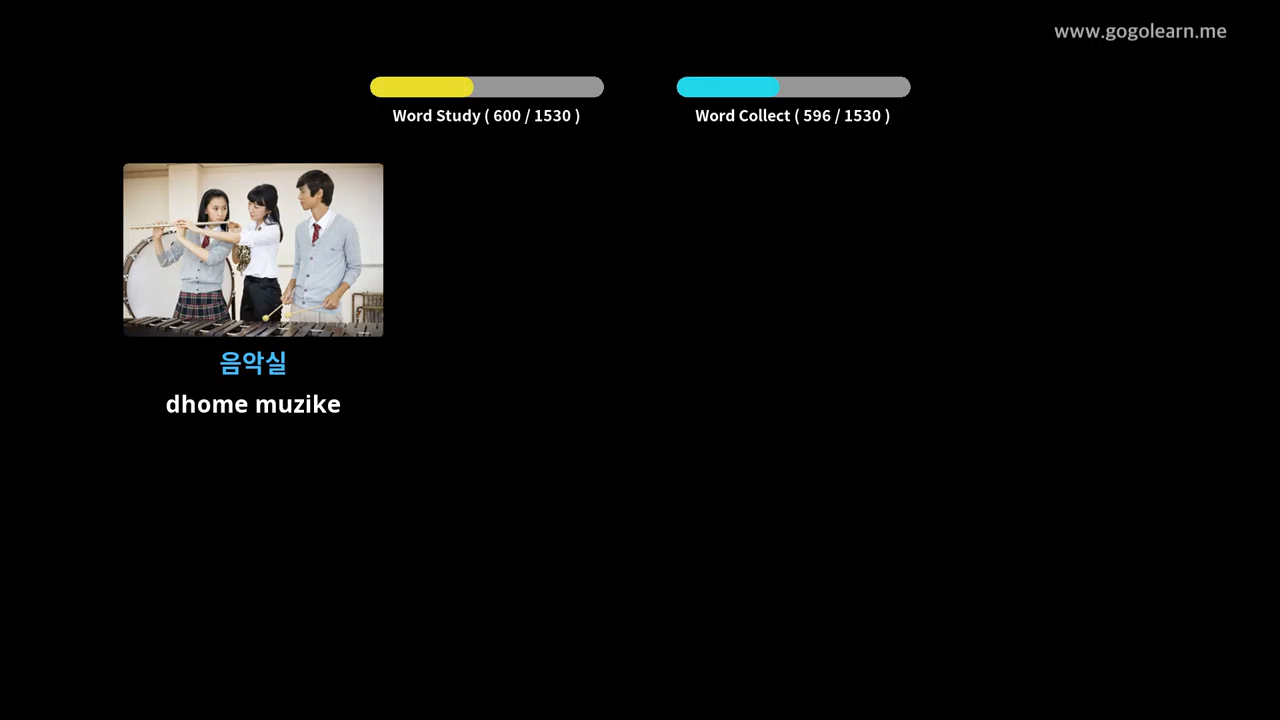 www.gogolearn.me
Word Study ( 600 / 1530 )
Word Collect ( 596 / 1530 )
음악실
dhome muzike